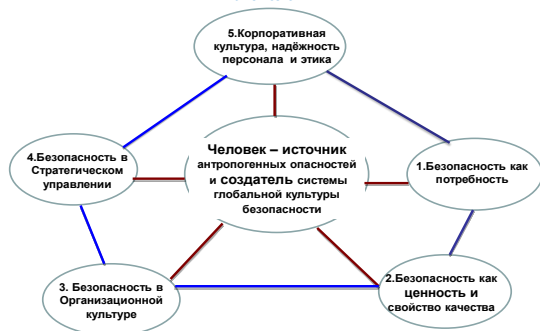 5.Корпоративная
культура, надёжность
персонала и этика
4.Безопасность в
Стратегическом
управлении
Человек – источник
антропогенных опасностей
и создатель системы
глобальной культуры
безопасности
1.Безопасность как
потребность
3. Безопасность в
Организационной
культуре
2.Безопасность как
ценность и
свойство качества